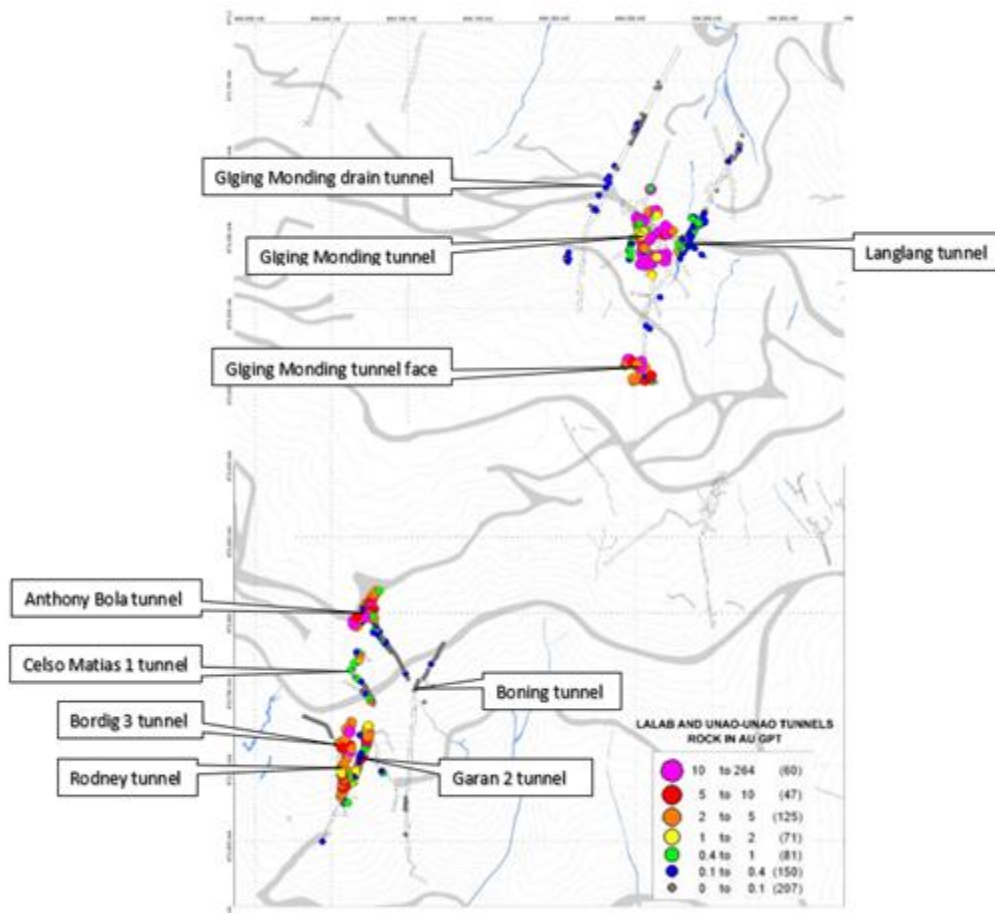 GIging Monding drain tunnel
GIging Monding tunnel
Langlang tunnel
GIging Monding tunnel face
Anthony Bola tunnel
Celso Matias 1 tunnel
Boning tunnel
Bordig 3 tunnel
Rodney tunnel
Garan 2 tunnel
LALAB AND UNAO-UNAO TUNNELS
ROCK IN AU GPT
10 to 264 (60)
5 to 10 (47)
2 to 5 (125)
1 to 2 (71)
0.4 to 1 (81)
0.1 to 0.4 (150)
0 to 0.1 (207)